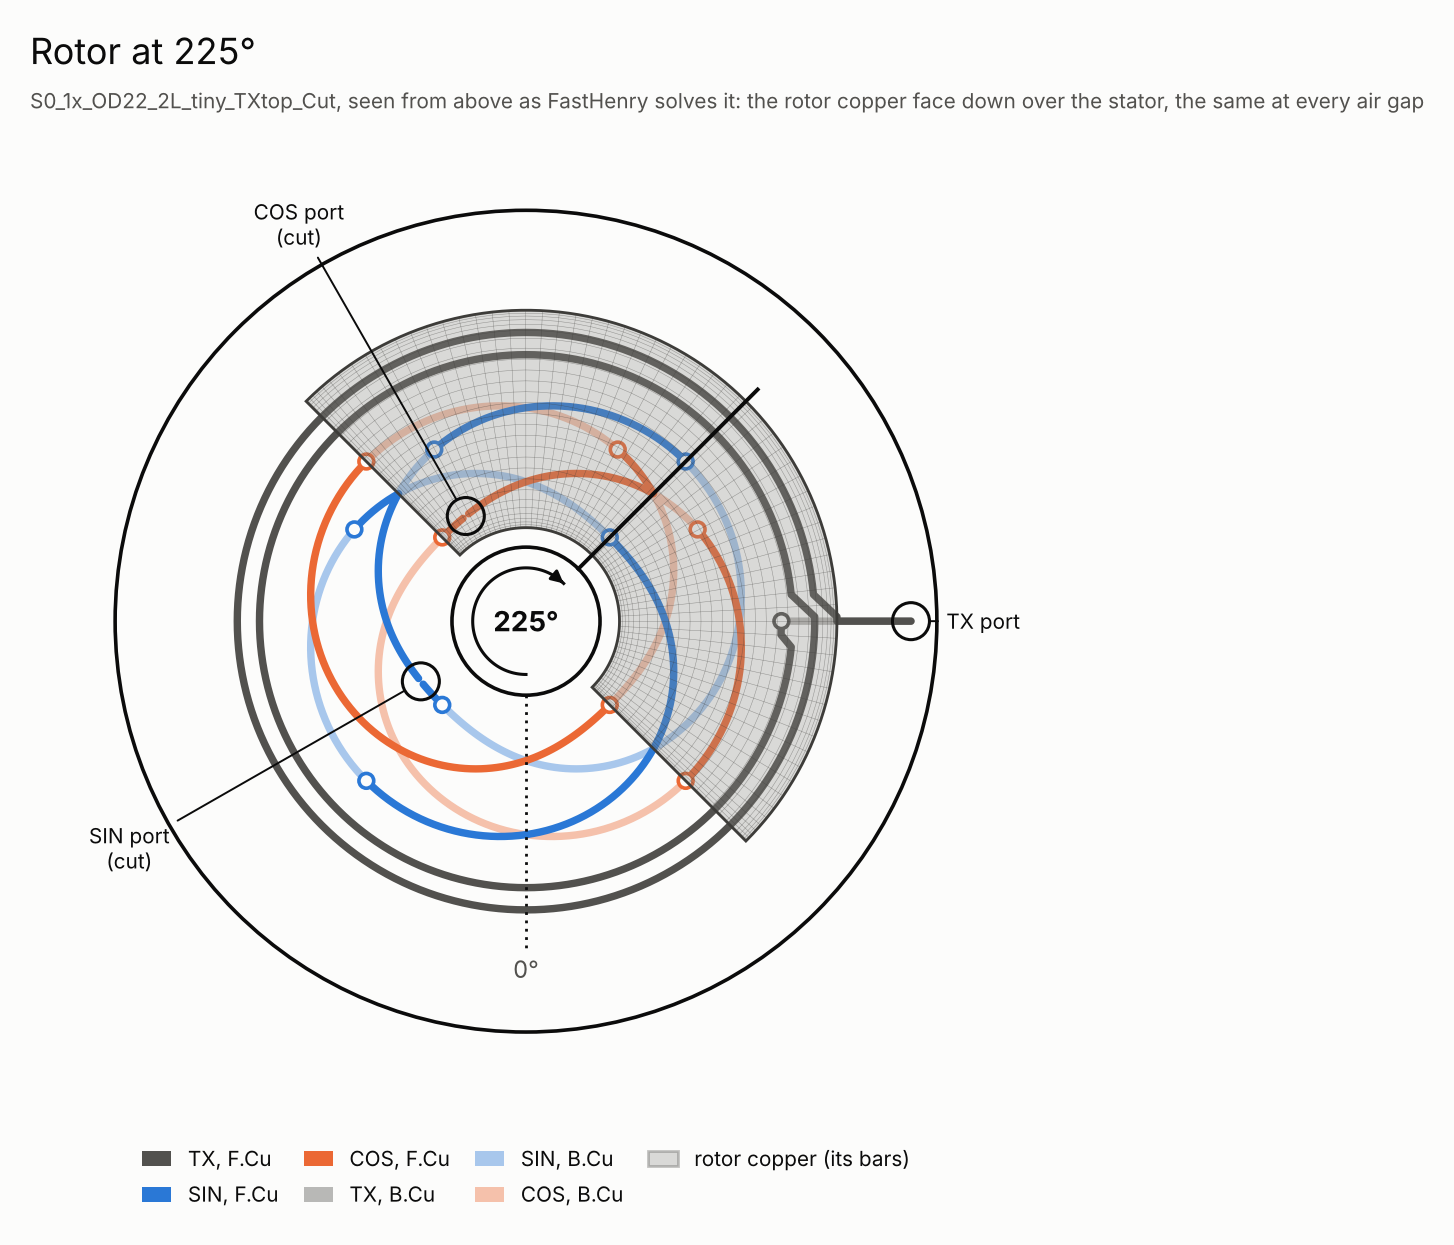 Rotor at 225°
S0_1x_OD22_2L_tiny_TXtop_Cut, seen from above as FastHenry solves it: the rotor copper face down over the stator, the same at every air gap
COS port
(cut)
225°
TX port
SIN port
(cut)
0°
TX, F.Cu
COS, F.Cu
SIN, B.Cu
rotor copper (its bars)
SIN, F.Cu
TX, B.Cu
COS, B.Cu